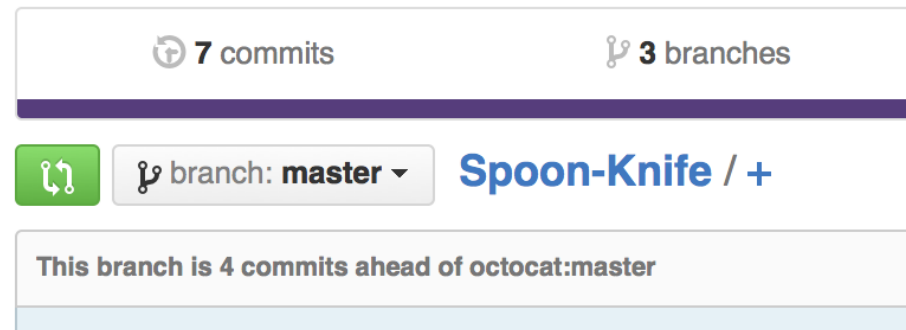 7 commits
3 branches
branch: master
Spoon-Knife / +
This branch is 4 commits ahead of octocat:master